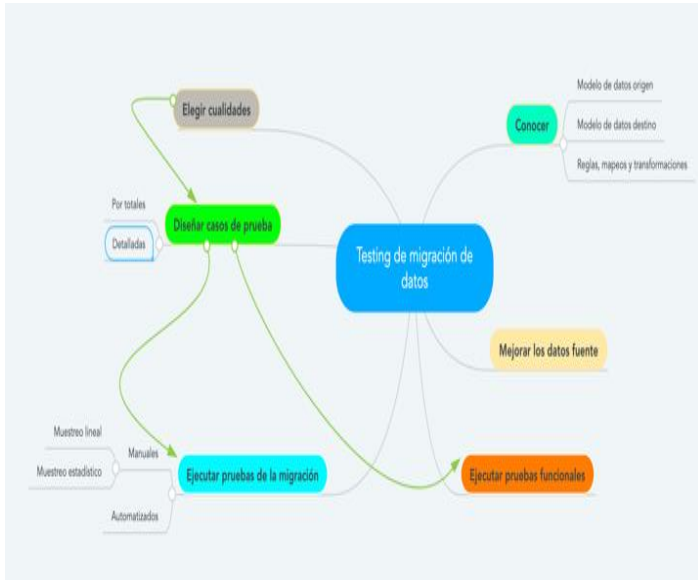 Elegir cualidades
Modelo de datos origen
Conocer
Modelo de datos destino
Reglas, mapeos y transformaciones
Por totales
Diseñar casos de prueba
Detalladas
Testing de migración de
datos
Mejorar los datos fuente
Muestreo lineal
Manuales
Muestreo estadístico
Ejecutar pruebas de la migración
Ejecutar pruebas funcionales
Automatizados